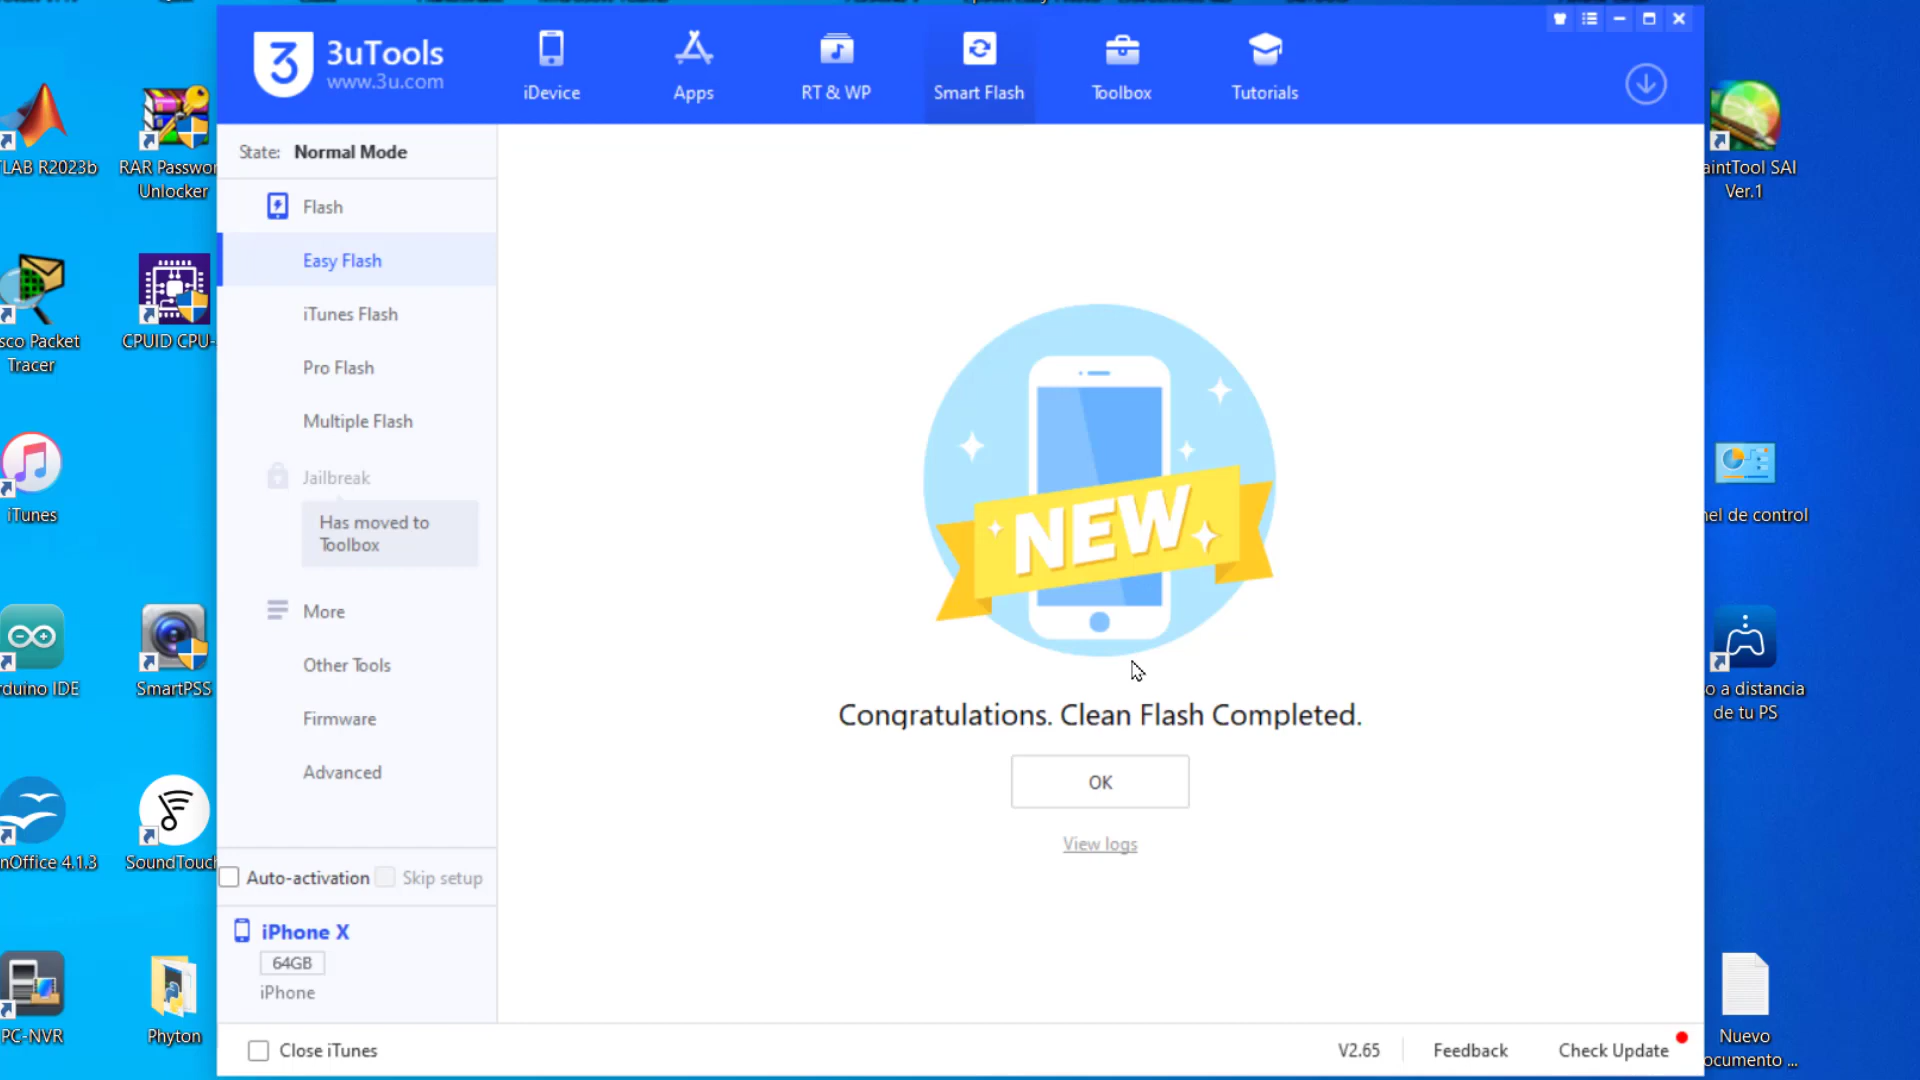 3
3uTools
www.3u.com
iDevice
Apps
RT & WP
Smart Flash
Toolbox
Tutorials
State: Normal Mode
Flash
Easy Flash
iTunes Flash
Pro Flash
Multiple Flash
Jailbreak
Has moved to
Toolbox
More
Other Tools
Firmware
Advanced
Auto-activation
Skip setup
iPhone X
64GB
iPhone
Close iTunes
NEW
Congratulations. Clean Flash Completed.
OK
View logs
V2.65
Feedback
Check Update
TLAB R2023b
RAR Passwor
Unlocker
sco Packet
Tracer
CPUID CPU-
iTunes
rduino IDE
SmartPSS
nOffice 4.1.3
SoundTouch
PC-NVR
Phyton
aintTool SAI
Ver.1
nel de control
o a distancia
de tu PS
Nuevo
ocumento ...